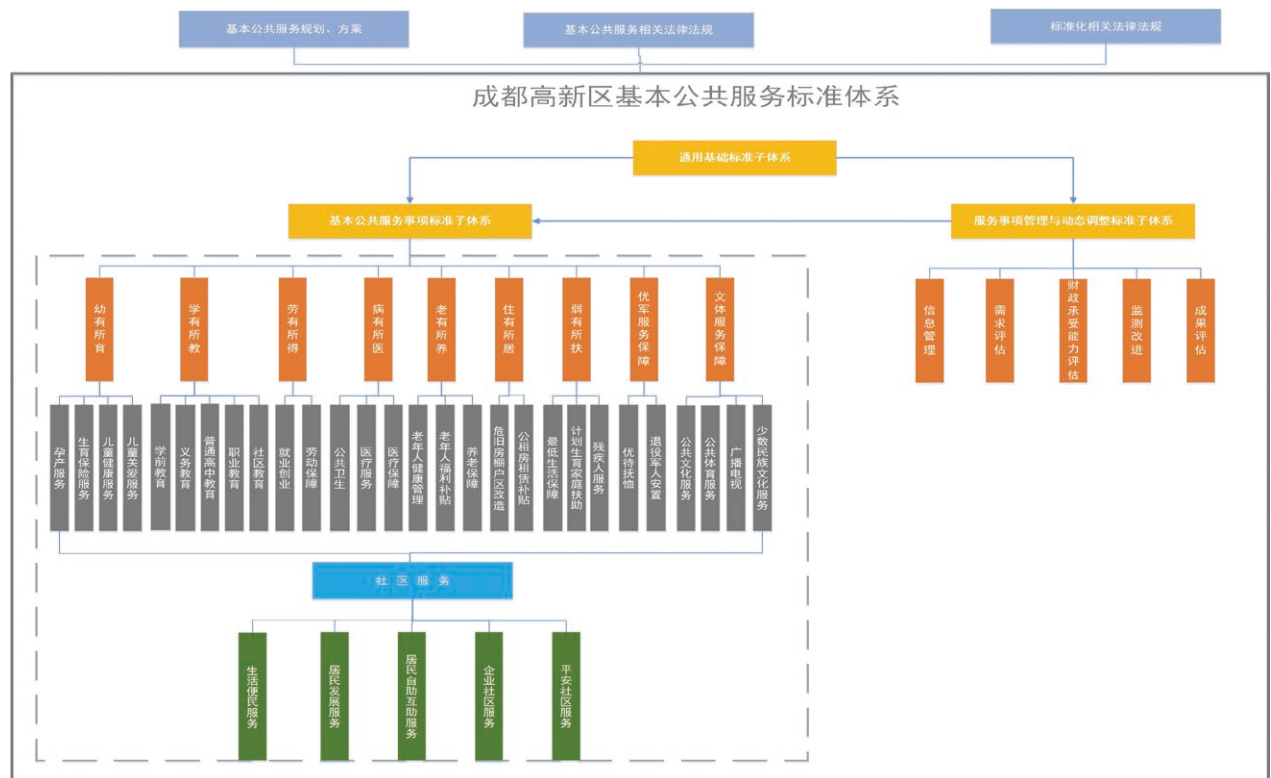 基本公共服务规划、方案
基本公共服务相关法律法规
标准化相关法律法规
成都高新区基本公共服务标准体系
通用基础标准子体系
基本公共服务事项标准子体系
服务事项管理与动态调整标准子体系
幼有所育
学有所教
劳有所得
病有所医
老有所养
住有所居
弱有所扶
优军服务保障
文体服务保障
信息管理
需求评估
财政承受能力评估
监测改进
成果评估
孕产服务
生育保险服务
儿童健康服务
儿童关爱服务
学前教育
义务教育
普通高中教育
职业教育
社区教育
就业创业
劳动保障
公共卫生
医疗服务
医疗保障
老年人健康管理
老年人福利补贴
养老保障
危旧房棚户区改造
公租房租赁补贴
最低生活保障
计划生育家庭扶助
残疾人服务
优待抚恤
退役军人安置
公共文化服务
公共体育服务
广播电视
少数民族文化服务
社区服务
生活便民服务
居民发展服务
居民自助互助服务
企业社区服务
平安社区服务